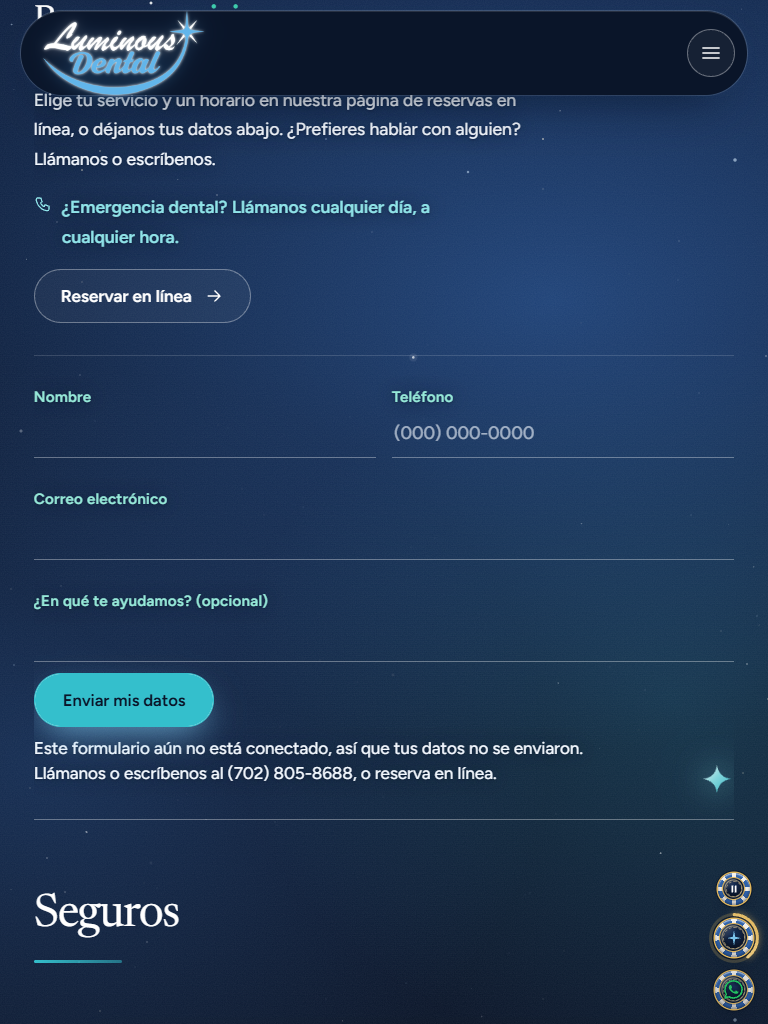 Luminous
Dental
Elige tu servicio y un horario en nuestra página de reservas en
línea, o déjanos tus datos abajo. ¿Prefieres hablar con alguien?
Llámanos o escríbenos.
¿Emergencia dental? Llámanos cualquier día, a
cualquier hora.
Reservar en línea
Nombre
Teléfono
(000) 000-0000
Correo electrónico
¿En qué te ayudamos? (opcional)
Enviar mis datos
Este formulario aún no está conectado, así que tus datos no se enviaron.
Llámanos o escríbenos al (702) 805-8688, o reserva en línea.
Seguros